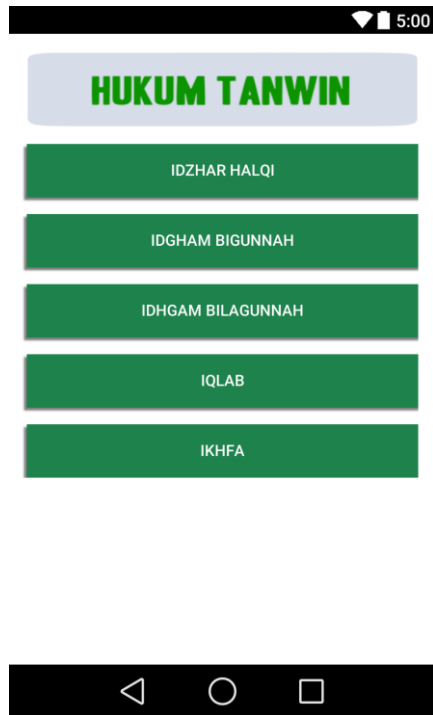 5:00
HUKUM TANWIN
IDZHAR HALQI
IDGHAM BIGUNNAH
IDHGAM BILAGUNNAH
IQLAB
IKHFA